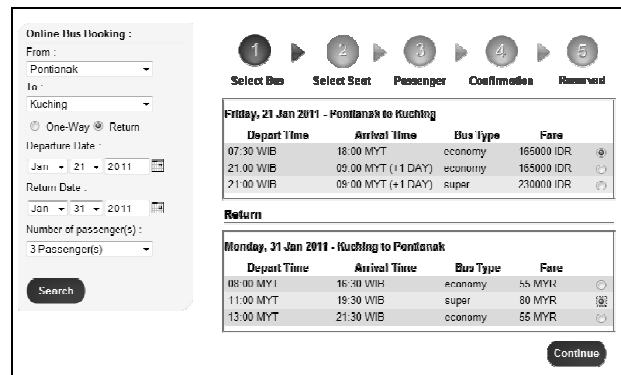 Online Bus Booking :
From :
Pontianak
To :
Kuching
One-Way Return
Departure Date :
Jan 21 2011
Return Date :
Jan 31 2011
Number of passenger(s) :
3 Passenger(s)
Search
1 2 3 4 5
Select Bus Select Seat Passenger Confirmation Reserved
Friday, 21 Jan 2011 - Pontianak to Kuching
Depart Time Arrival Time Bus Type Fare
07:30 WIB 18:00 MYT economy 165000 IDR
21:00 WIB 09:00 MYT (+1 DAY) economy 165000 IDR
21:00 WIB 09:00 MYT (+1 DAY) super 230000 IDR
Return
Monday, 31 Jan 2011 - Kuching to Pontianak
Depart Time Arrival Time Bus Type Fare
08:00 MYT 16:30 WIB economy 55 MYR
11:00 MYT 19:30 WIB super 80 MYR
13:00 MYT 21:30 WIB economy 55 MYR
Continue